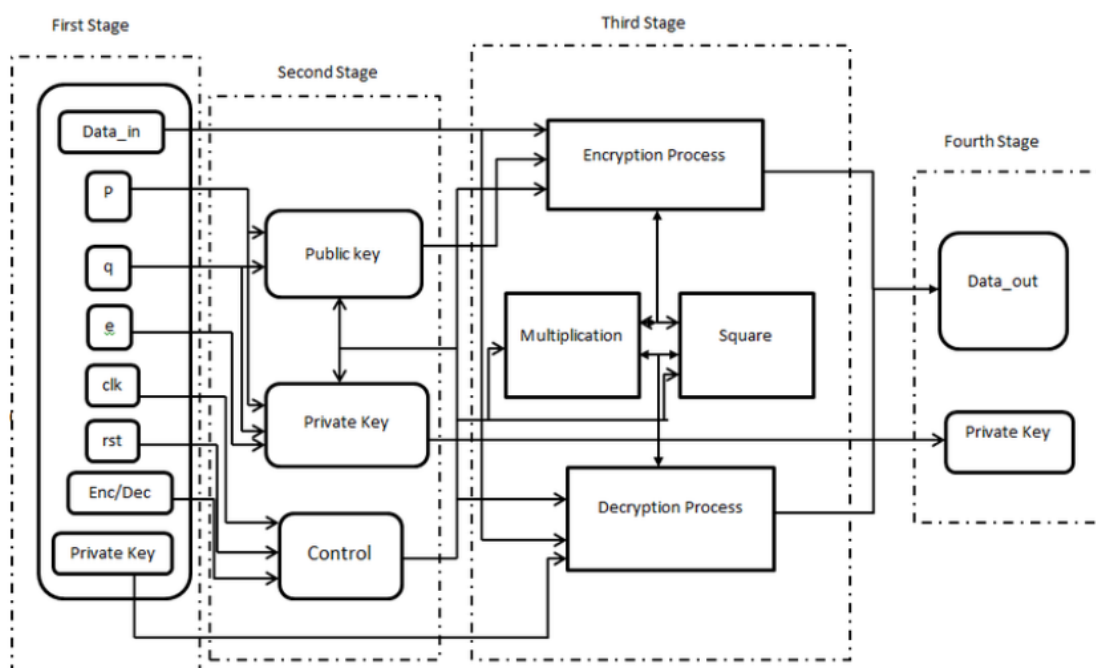 First Stage
Data_in
P
q
e
clk
rst
Enc/Dec
Private Key
Second Stage
Public key
Private Key
Control
Third Stage
Encryption Process
Multiplication
Square
Decryption Process
Fourth Stage
Data_out
Private Key